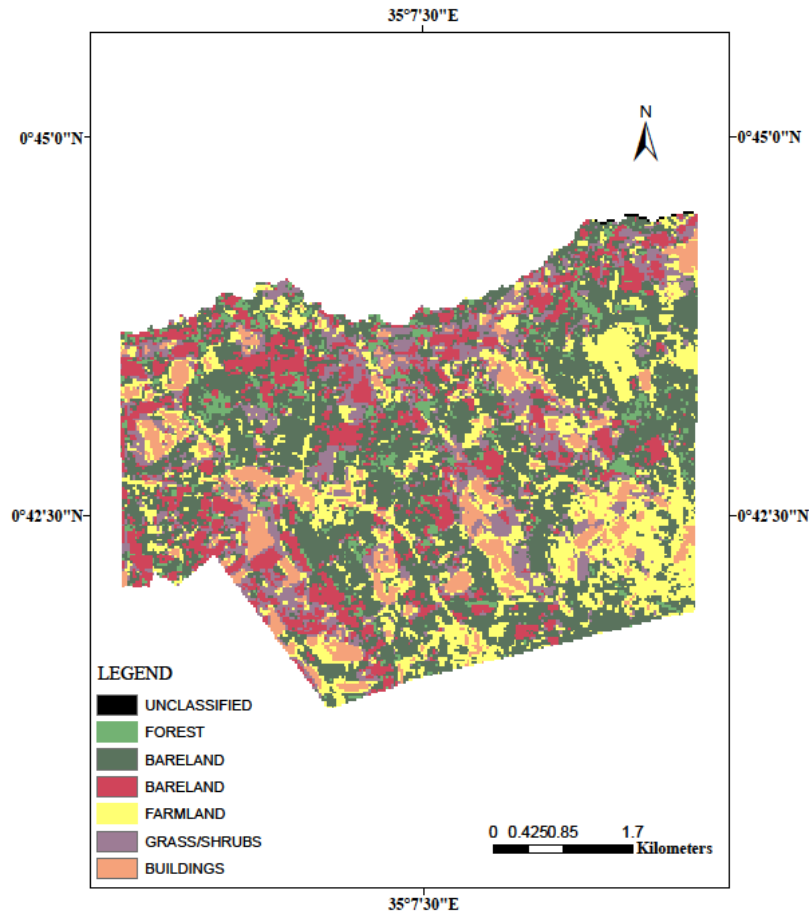 35°7'30"E
N
0°45'0"N
0°45'0"N
0°42'30"N
0°42'30"N
LEGEND
UNCLASSIFIED
FOREST
BARELAND
BARELAND
FARMLAND
GRASS/SHRUBS
BUILDINGS
0 0.4250.85 1.7
Kilometers
35°7'30"E